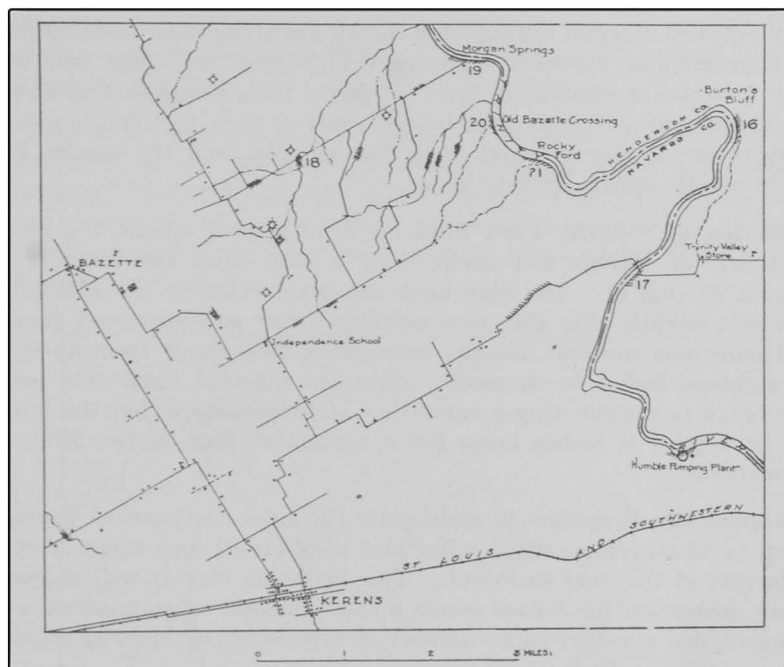 Morgan Springs
19
Burton's
Bluff
16
20
Old Bazette Crossing
HENDERSON CO.
NAVARRO CO.
Rocky
Ford
21
18
Trinity Valley
Store
BAZETTE
17
Independence School
RIVER
Humble Pumping Plant
ST. LOUIS AND SOUTHWESTERN
KERENS
0 1 2 3 MILES